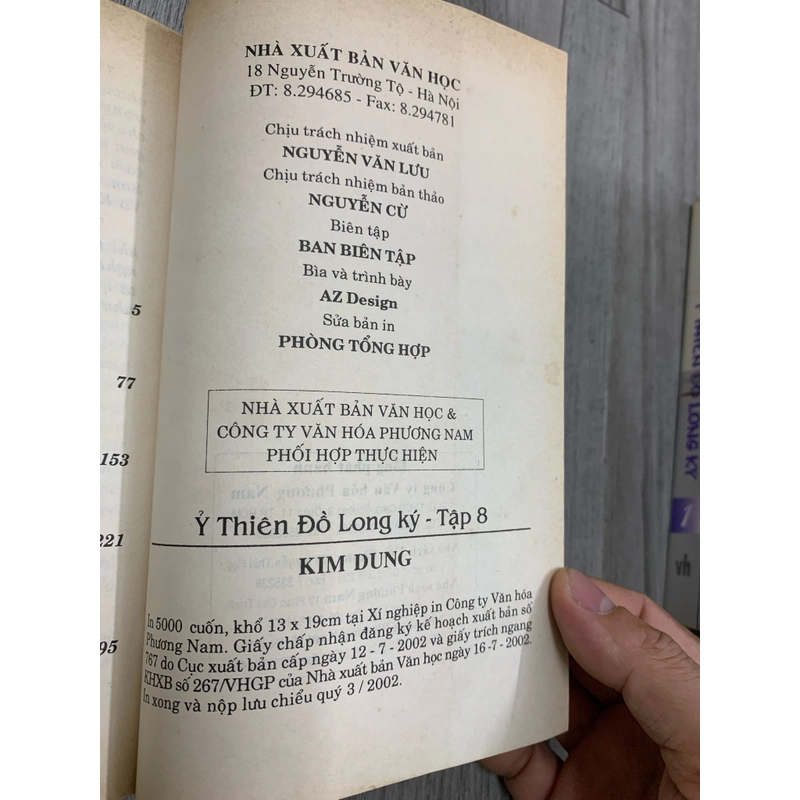 NHÀ XUẤT BẢN VĂN HỌC
18 Nguyễn Trường Tộ - Hà Nội
ĐT: 8.294685 - Fax: 8.294781
Chịu trách nhiệm xuất bản
NGUYỄN VĂN LƯU
Chịu trách nhiệm bản thảo
NGUYỄN CỪ
Biên tập
BAN BIÊN TẬP
Bìa và trình bày
AZ Design
Sửa bản in
PHÒNG TỔNG HỢP
NHÀ XUẤT BẢN VĂN HỌC &
CÔNG TY VĂN HÓA PHƯƠNG NAM
PHỐI HỢP THỰC HIỆN
Ỷ Thiên Đồ Long ký - Tập 8
KIM DUNG
In 5000 cuốn, khổ 13 x 19cm tại Xí nghiệp in Công ty Văn hóa
Phương Nam. Giấy chấp nhận đăng ký kế hoạch xuất bản số
767 do Cục xuất bản cấp ngày 12 - 7 - 2002 và giấy trích ngang
KHXB số 267/VHGP của Nhà xuất bản Văn học ngày 16 -7 - 2002.
In xong và nộp lưu chiểu quý 3 / 2002.
5
77
153
221
95
Ỷ THIÊN ĐỒ LONG KÝ
1
vh